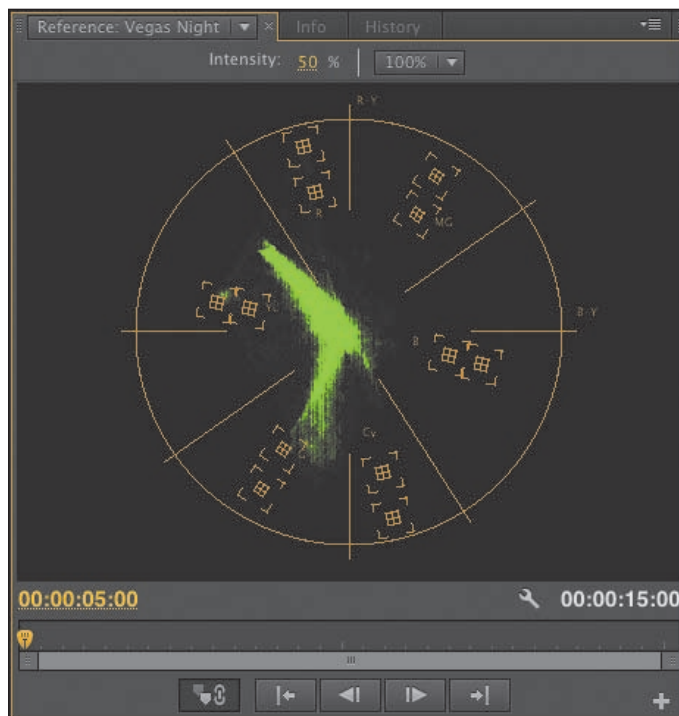 Reference: Vegas Night Info History
Intensity: 50 % 100%
R-Y
R
MG
YL
B-Y
B
Cy
G
00:00:05:00 00:00:15:00